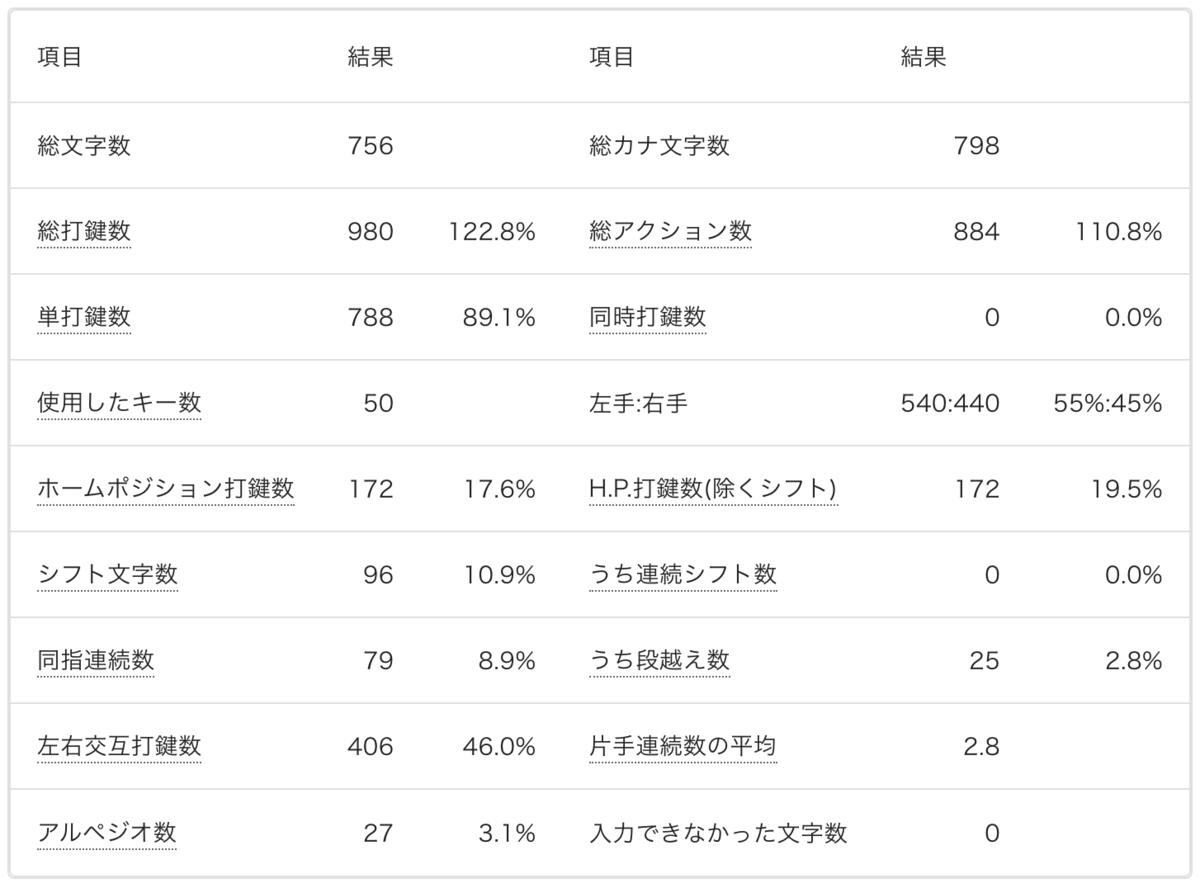 項目 結果 項目 結果
総文字数 756 総カナ文字数 798
総打鍵数 980 122.8% 総アクション数 884 110.8%
単打鍵数 788 89.1% 同時打鍵数 0 0.0%
使用したキー数 50 左手:右手 540:440 55%:45%
ホームポジション打鍵数 172 17.6% H.P.打鍵数(除くシフト) 172 19.5%
シフト文字数 96 10.9% うち連続シフト数 0 0.0%
同指連続数 79 8.9% うち段越え数 25 2.8%
左右交互打鍵数 406 46.0% 片手連続数の平均 2.8
アルペジオ数 27 3.1% 入力できなかった文字数 0